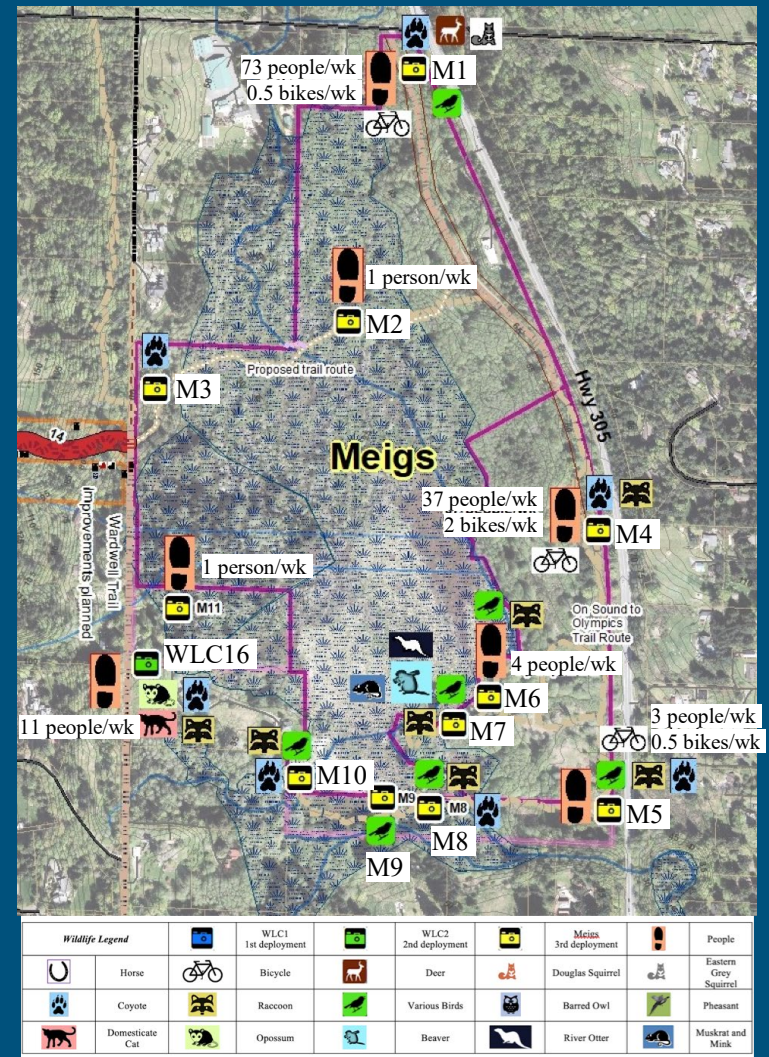 73 people/wk
0.5 bikes/wk
M1
1 person/wk
M2
M3
Proposed trail route
Hwy 305
14
Meigs
37 people/wk
2 bikes/wk
M4
Wardwell Trail
improvements planned
1 person/wk
M11
On Sound to
Olympics
Trail Route
WLC16
4 people/wk
M6
11 people/wk
M7
3 people/wk
0.5 bikes/wk
M10
M9
M8
M5
M8
M9
Wildlife Legend
WLC1
1st deployment
WLC2
2nd deployment
Meigs
3rd deployment
People
Horse
Bicycle
Deer
Douglas Squirrel
Eastern
Grey
Squirrel
Coyote
Raccoon
Various Birds
Barred Owl
Pheasant
Domesticate
Cat
Opossum
Beaver
River Otter
Muskrat and
Mink